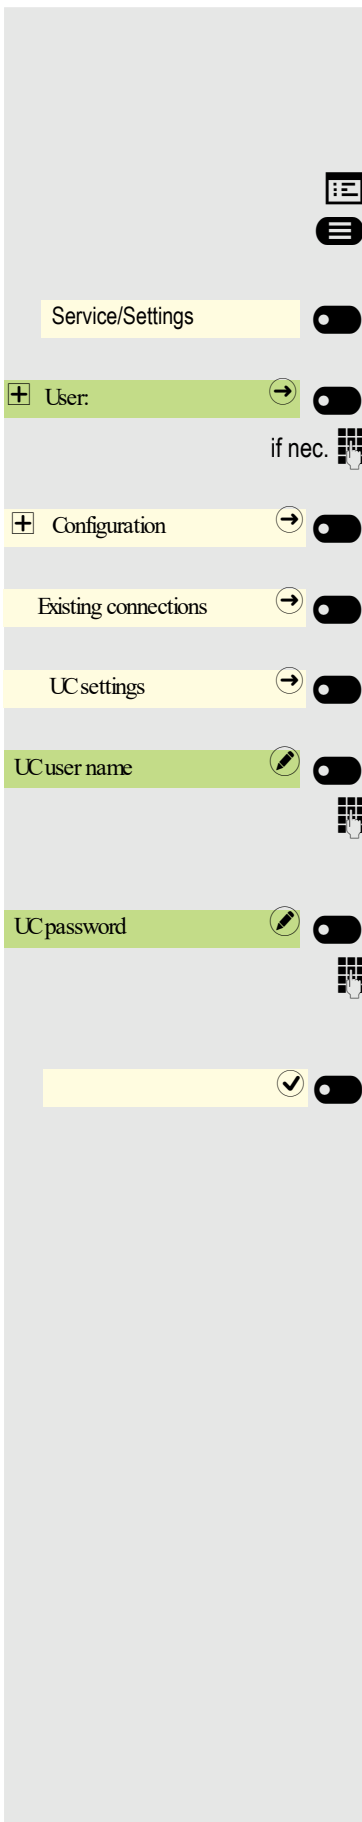 Service/Settings
User:
if nec.
Configuration
Existing connections
UC settings
UC user name
UC password